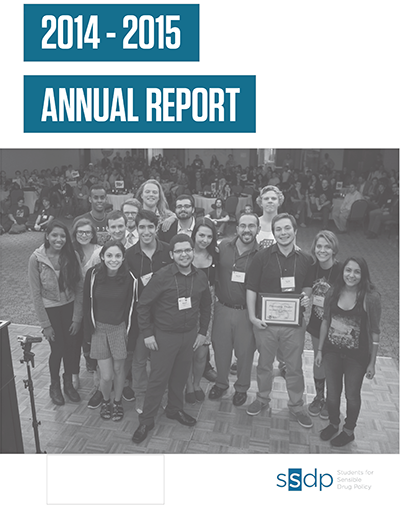 2014 - 2015
ANNUAL REPORT
ssdp
Students for
Sensible
Drug Policy